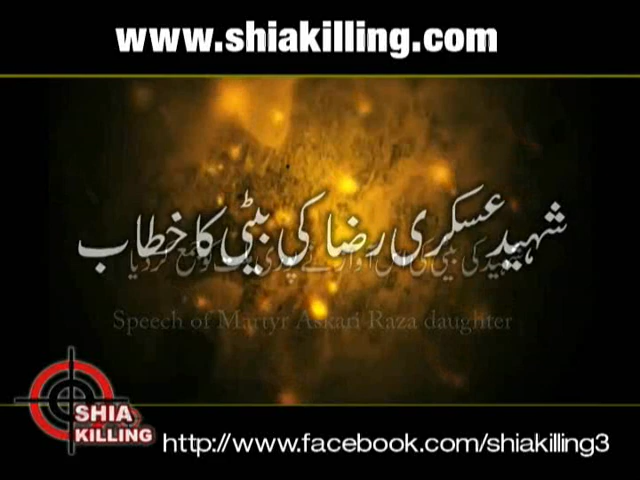 www.shiakilling.com
شہید عسکری رضا کی بیٹی کا خطاب
Speech of Martyr Askari Raza daughter
SHIA
KILLING
http://www.facebook.com/shiakilling3